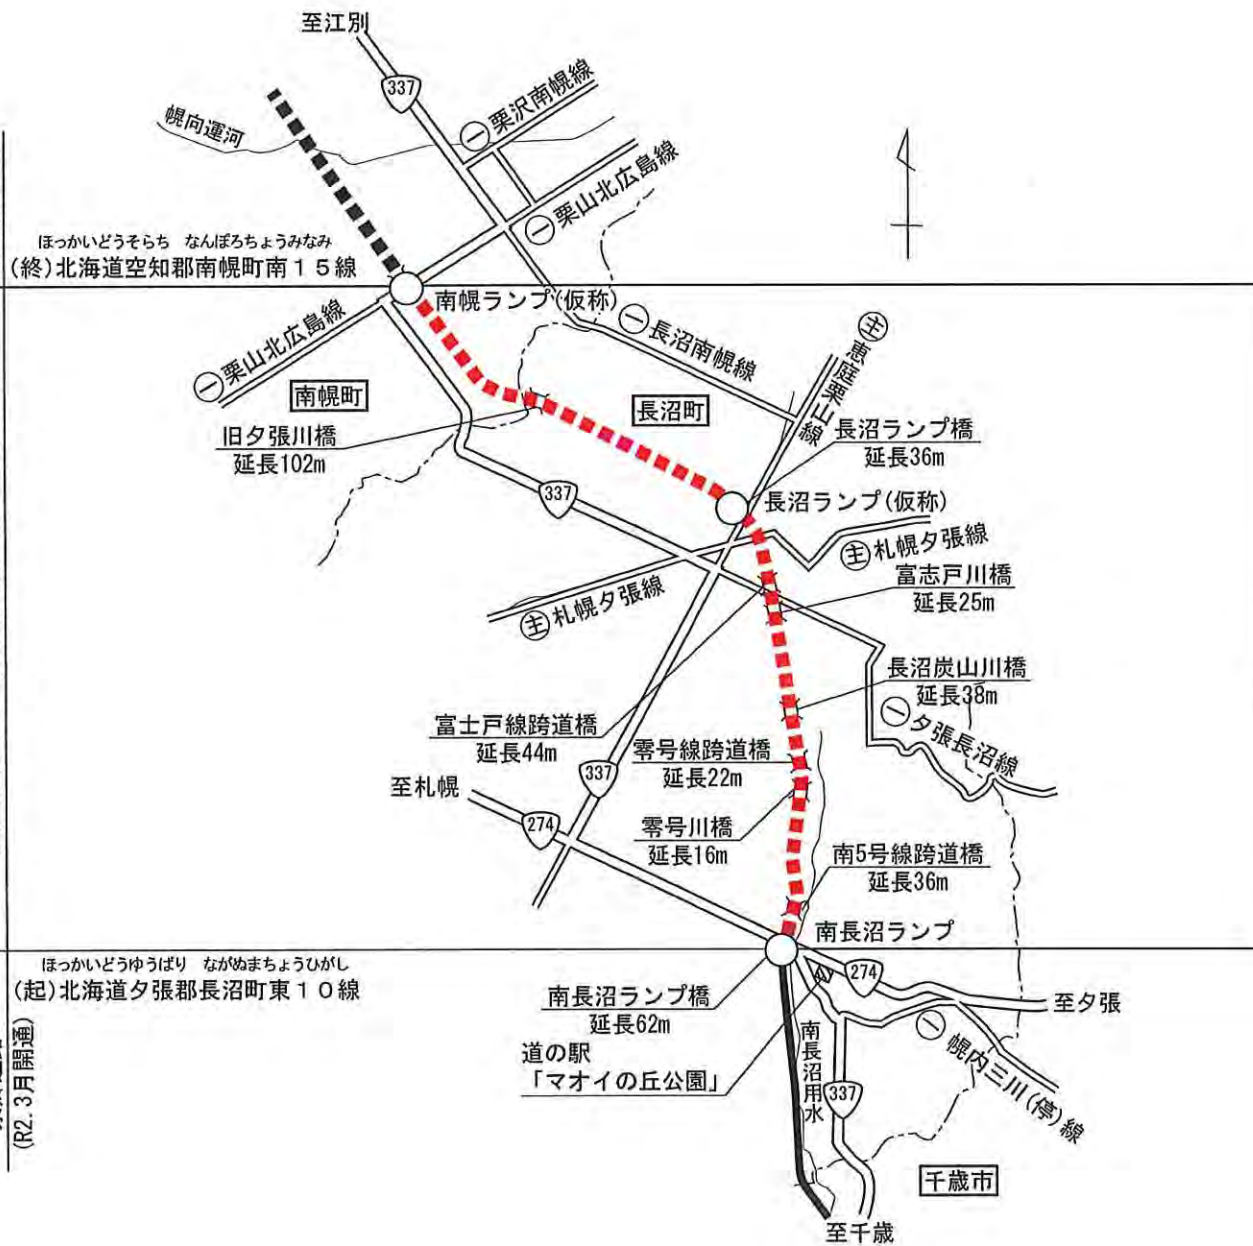 至江別
337
栗沢南幌線
幌向運河
一
栗山北広島線
一
ほっかいどうそらち なんぽろちょうみなみ
(終)北海道空知郡南幌町南15線
南幌ランプ(仮称)
一
長沼南幌線
主
恵庭栗山線
一
栗山北広島線
南幌町
長沼町
旧夕張川橋
延長102m
長沼ランプ橋
延長36m
337
長沼ランプ(仮称)
主
札幌夕張線
主
札幌夕張線
富志戸川橋
延長25m
長沼炭山川橋
延長38m
一
夕張長沼線
富士戸線跨道橋
延長44m
零号線跨道橋
延長22m
337
至札幌
274
零号川橋
延長16m
南5号線跨道橋
延長36m
南長沼ランプ
ほっかいどうゆうばり ながぬまちょうひがし
(起)北海道夕張郡長沼町東10線
274
至夕張
南長沼ランプ橋
延長62m
一
幌内三川(停)線
道の駅
「マオイの丘公園」
南長沼用水
337
(R2.3月開通)
千歳市
至千歳